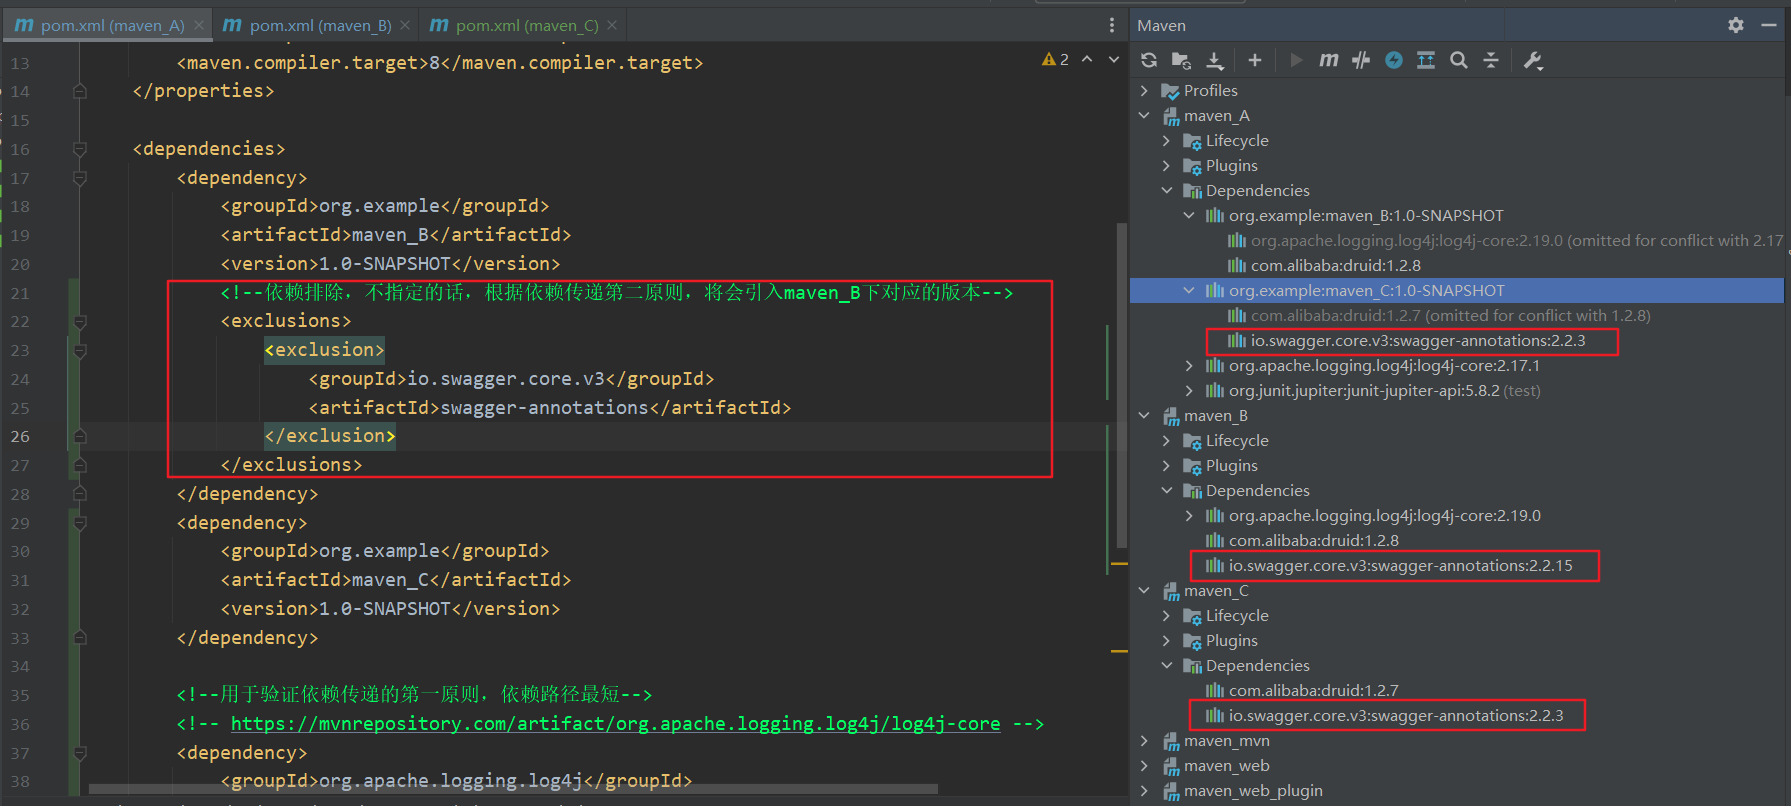 pom.xml (maven_A)
pom.xml (maven_B)
pom.xml (maven_C)
2
13 <maven.compiler.target>8</maven.compiler.target>
14 </properties>
15
16 <dependencies>
17 <dependency>
18 <groupId>org.example</groupId>
19 <artifactId>maven_B</artifactId>
20 <version>1.0-SNAPSHOT</version>
21 <!--依赖排除，不指定的话，根据依赖传递第二原则，将会引入maven_B下对应的版本-->
22 <exclusions>
23 <exclusion>
24 <groupId>io.swagger.core.v3</groupId>
25 <artifactId>swagger-annotations</artifactId>
26 </exclusion>
27 </exclusions>
28 </dependency>
29 <dependency>
30 <groupId>org.example</groupId>
31 <artifactId>maven_C</artifactId>
32 <version>1.0-SNAPSHOT</version>
33 </dependency>
34
35 <!--用于验证依赖传递的第一原则，依赖路径最短-->
36 <!-- https://mvnrepository.com/artifact/org.apache.logging.log4j/log4j-core -->
37 <dependency>
38 <groupId>org.apache.logging.log4j</groupId>
Maven
Profiles
maven_A
Lifecycle
Plugins
Dependencies
org.example:maven_B:1.0-SNAPSHOT
org.apache.logging.log4j:log4j-core:2.19.0 (omitted for conflict with 2.17
com.alibaba:druid:1.2.8
org.example:maven_C:1.0-SNAPSHOT
com.alibaba:druid:1.2.7 (omitted for conflict with 1.2.8)
io.swagger.core.v3:swagger-annotations:2.2.3
org.apache.logging.log4j:log4j-core:2.17.1
org.junit.jupiter:junit-jupiter-api:5.8.2 (test)
maven_B
Lifecycle
Plugins
Dependencies
org.apache.logging.log4j:log4j-core:2.19.0
com.alibaba:druid:1.2.8
io.swagger.core.v3:swagger-annotations:2.2.15
maven_C
Lifecycle
Plugins
Dependencies
com.alibaba:druid:1.2.7
io.swagger.core.v3:swagger-annotations:2.2.3
maven_mvn
maven_web
maven_web_plugin